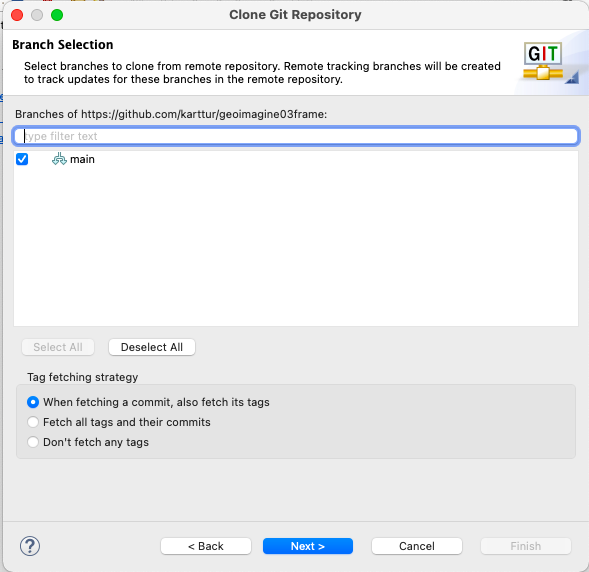 Clone Git Repository
Branch Selection
Select branches to clone from remote repository. Remote tracking branches will be created
to track updates for these branches in the remote repository.
GIT
Branches of https://github.com/karttur/geoimagine03frame:
type filter text
main
Select All
Deselect All
Tag fetching strategy
When fetching a commit, also fetch its tags
Fetch all tags and their commits
Don't fetch any tags
?
< Back
Next >
Cancel
Finish